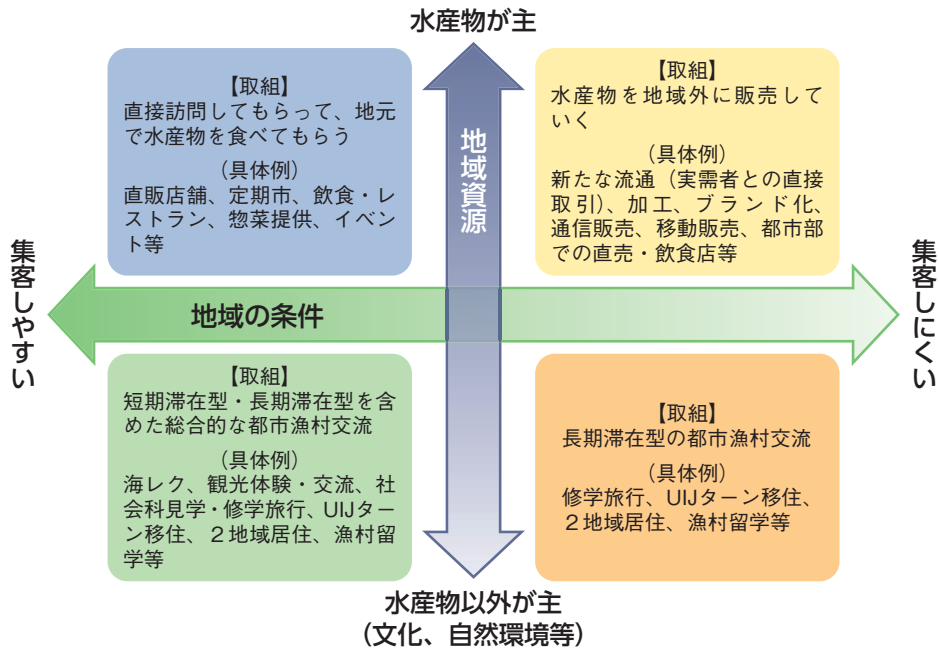 水産物が主
【取組】
直接訪問してもらって、地元
で水産物を食べてもらう
(具体例)
直販店舗、定期市、飲食・レ
ストラン、惣菜提供、イベン
ト等
【取組】
水産物を地域外に販売して
いく
(具体例)
新たな流通(実需者との直接
取引)、加工、ブランド化、
通信販売、移動販売、都市部
での直売・飲食店等
地域資源
集客しやすい
地域の条件
集客しにくい
【取組】
短期滞在型・長期滞在型を含
めた総合的な都市漁村交流
(具体例)
海レク、観光体験・交流、社
会科見学・修学旅行、UIJター
ン移住、２地域居住、漁村留
学等
【取組】
長期滞在型の都市漁村交流
(具体例)
修学旅行、UIJターン移住、
２地域居住、漁村留学等
水産物以外が主
(文化、自然環境等)